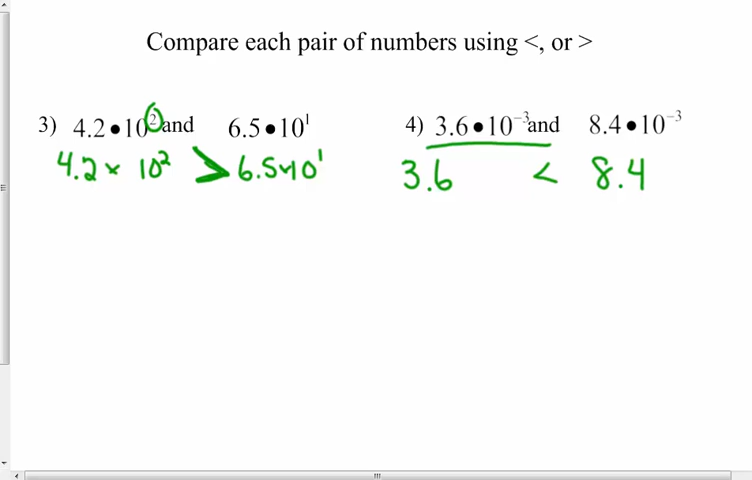 Compare each pair of numbers using <, or >
3) 4.2•10² and 6.5•10¹
4.2 × 10² > 6.5×10¹
4) 3.6•10⁻³ and 8.4•10⁻³
3.6 < 8.4